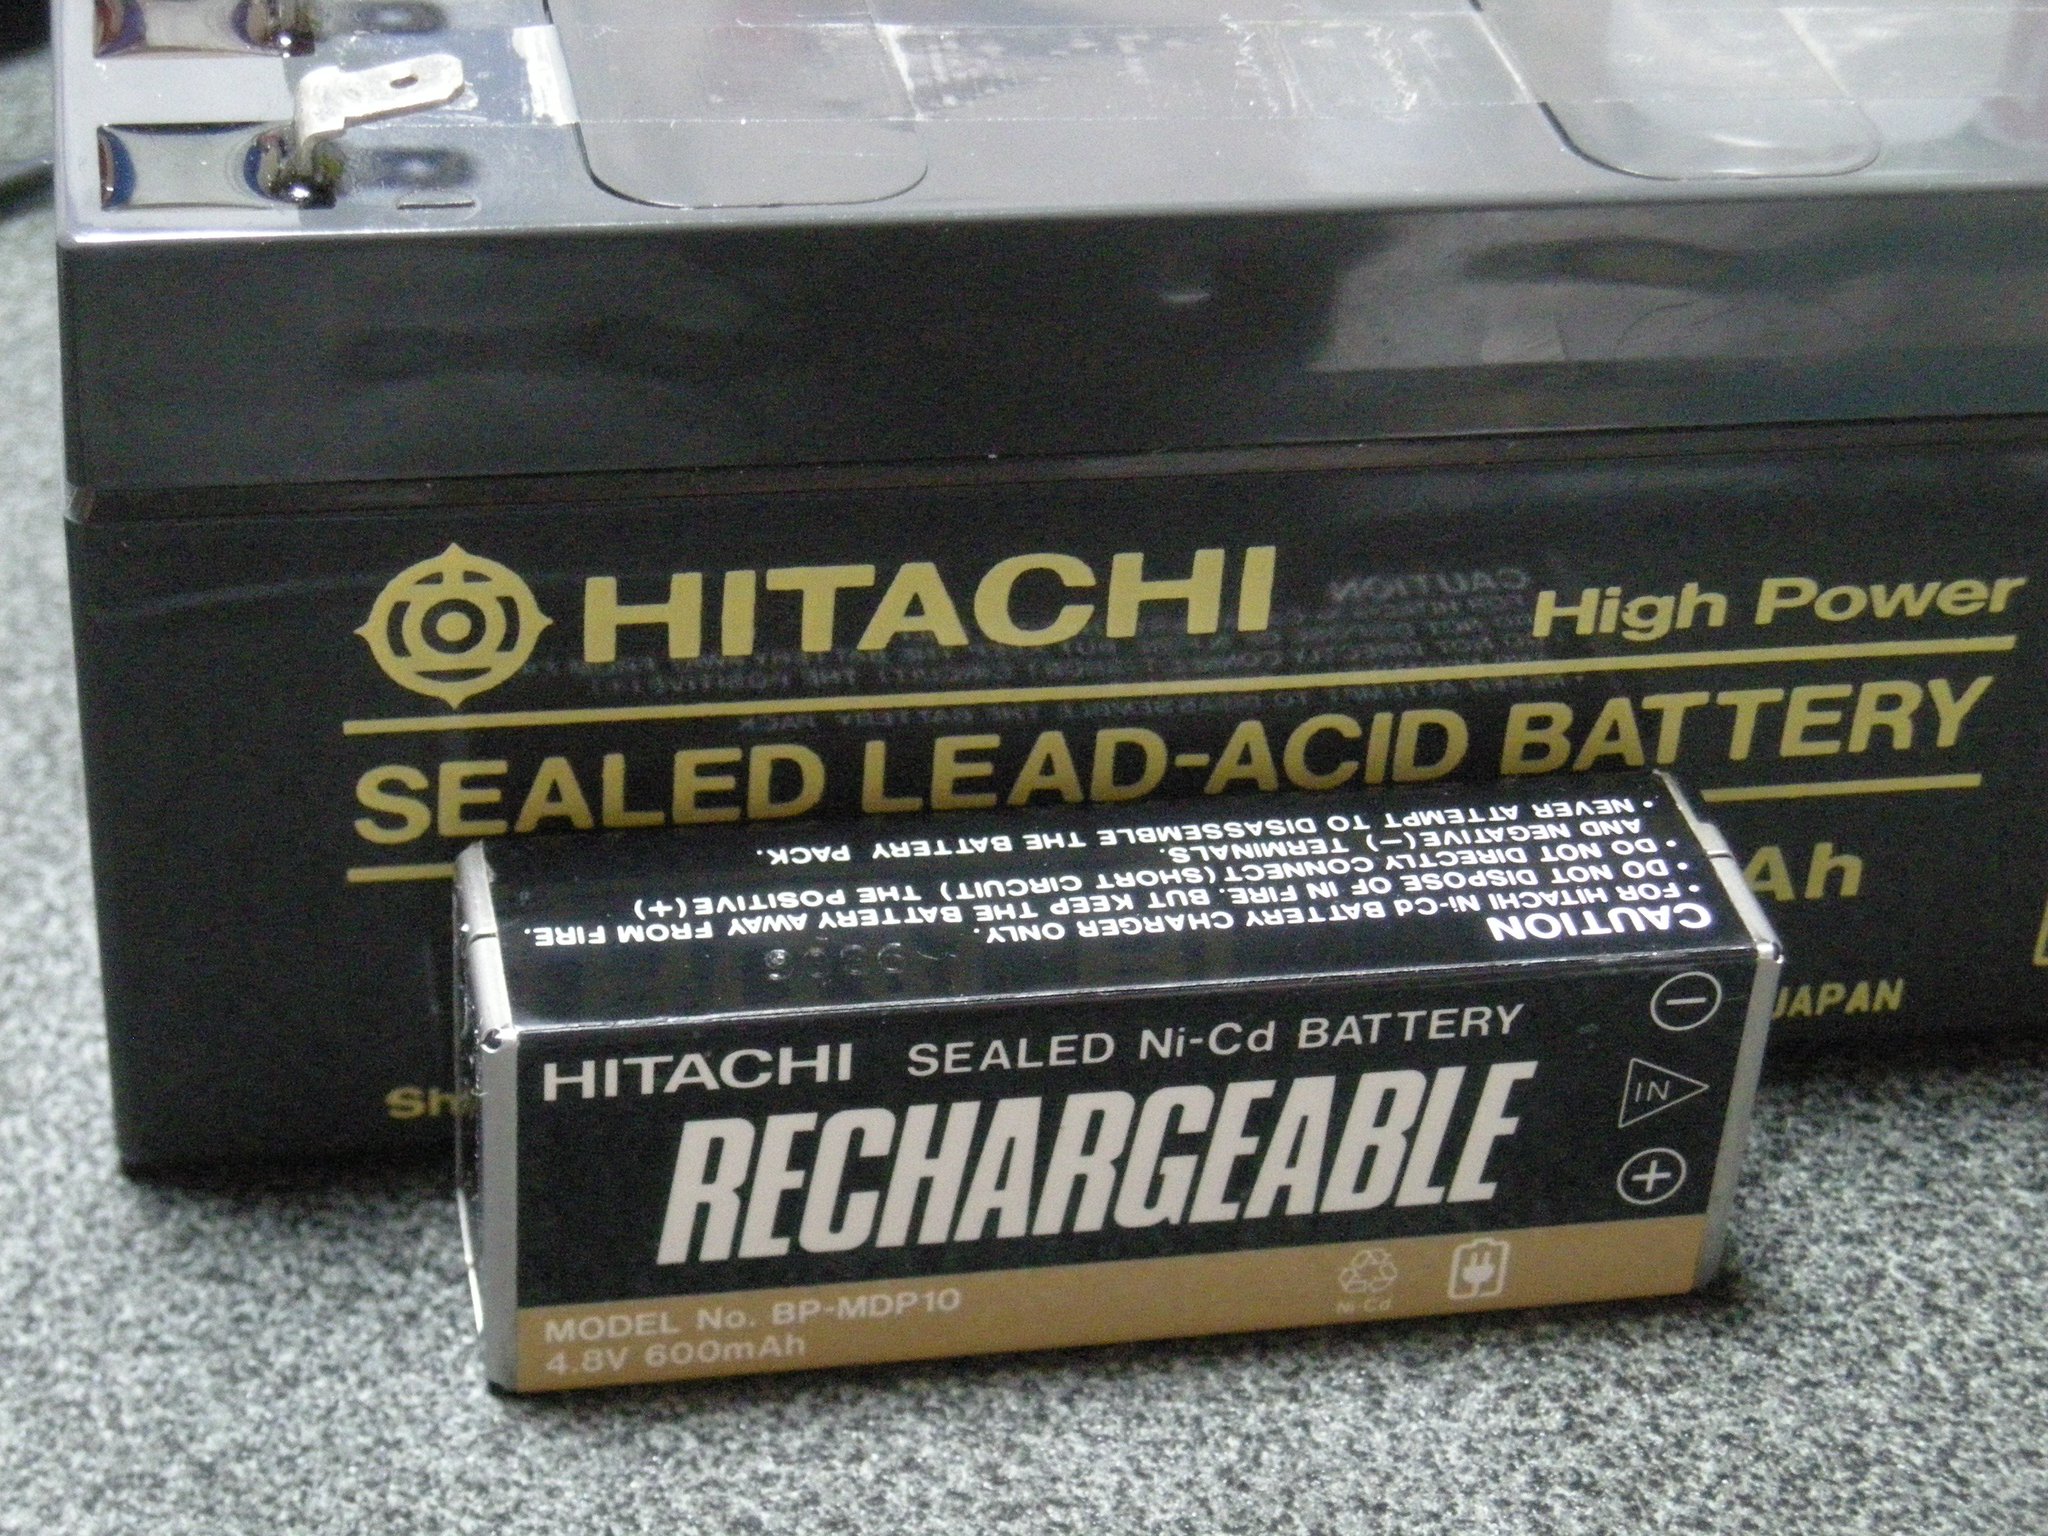 HITACHI
High Power
SEALED LEAD-ACID BATTERY
Ah
JAPAN
CAUTION
• FOR HITACHI Ni-Cd BATTERY CHARGER ONLY.
• DO NOT DISPOSE OF IN FIRE. BUT KEEP THE BATTERY AWAY FROM FIRE.
• DO NOT DIRECTLY CONNECT (SHORT CIRCUIT) THE POSITIVE(+)
AND NEGATIVE(−) TERMINALS.
• NEVER ATTEMPT TO DISASSEMBLE THE BATTERY PACK.
HITACHI SEALED Ni-Cd BATTERY
RECHARGEABLE
−
IN
+
MODEL No. BP-MDP10
4.8V 600mAh
Ni-Cd